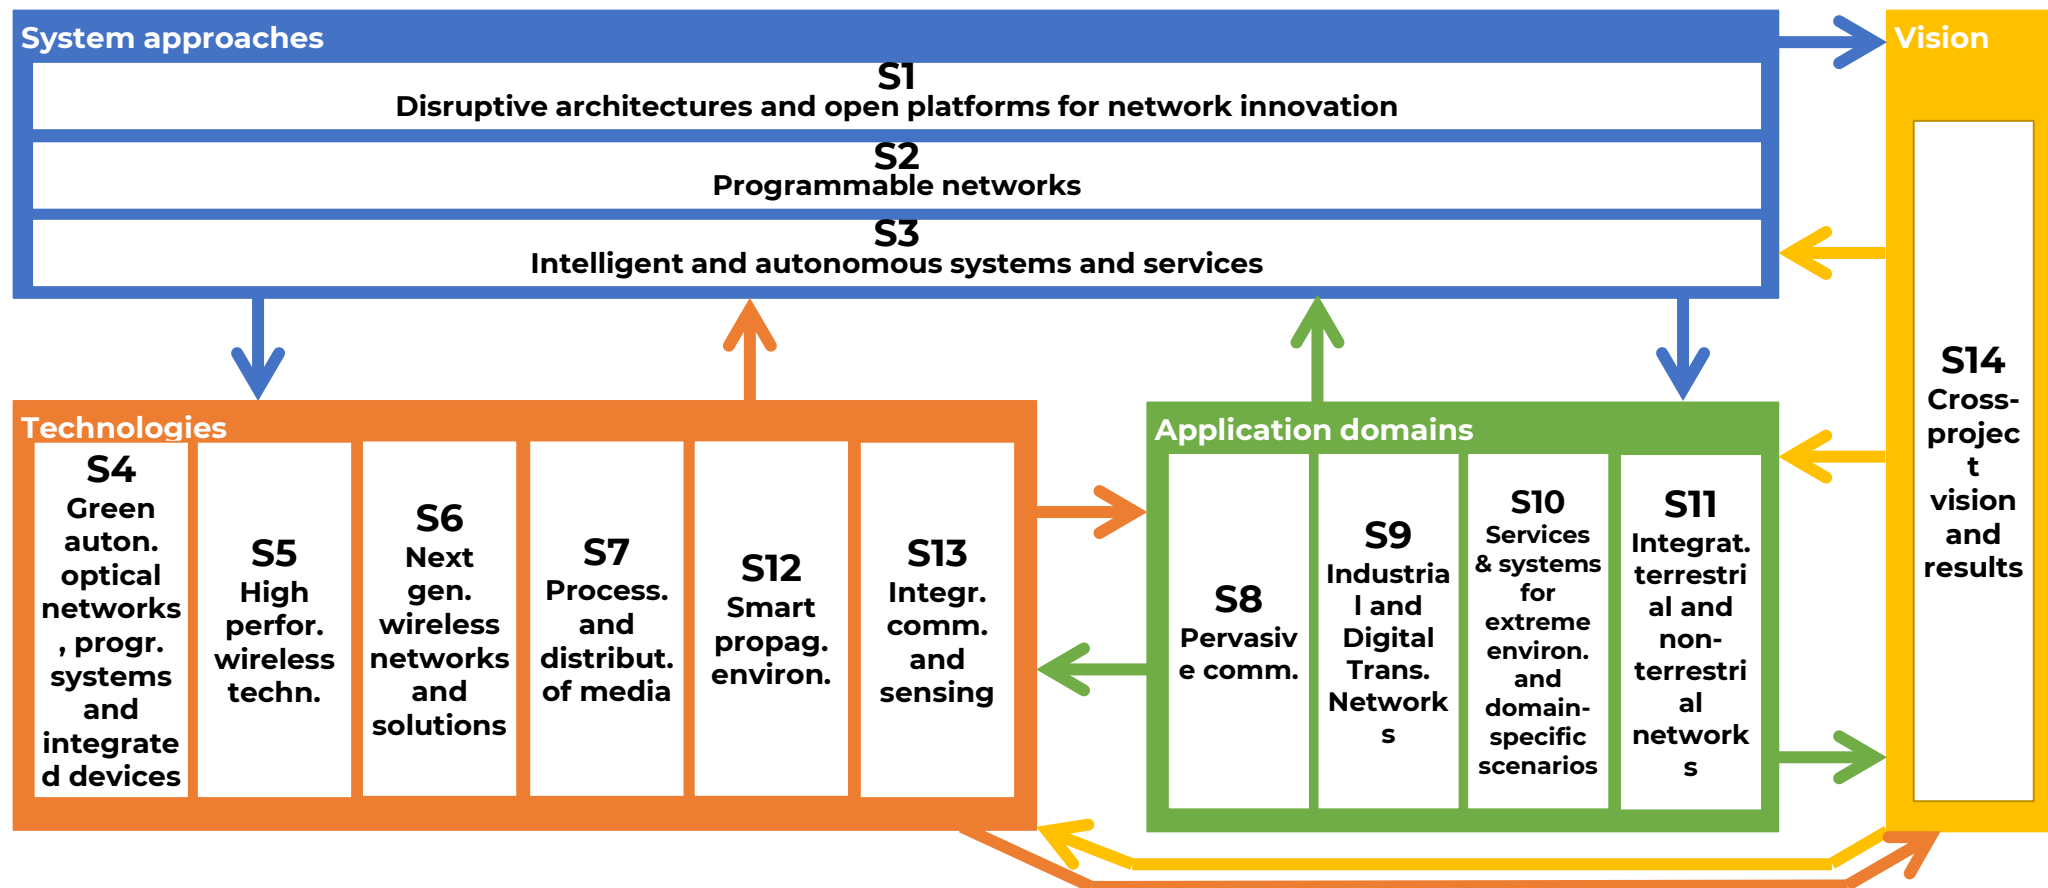 System approaches
S1
Disruptive architectures and open platforms for network innovation
S2
Programmable networks
S3
Intelligent and autonomous systems and services
Technologies
S4
Green
auton.
optical
networks
, progr.
systems
and
integrate
d devices
S5
High
perfor.
wireless
techn.
S6
Next
gen.
wireless
networks
and
solutions
S7
Process.
and
distribut.
of media
S12
Smart
propag.
environ.
S13
Integr.
comm.
and
sensing
Application domains
S8
Pervasiv
e comm.
S9
Industria
l and
Digital
Trans.
Network
s
S10
Services
& systems
for
extreme
environ.
and
domain-
specific
scenarios
S11
Integrat.
terrestri
al and
non-
terrestri
al
network
s
Vision
S14
Cross-
projec
t
vision
and
results